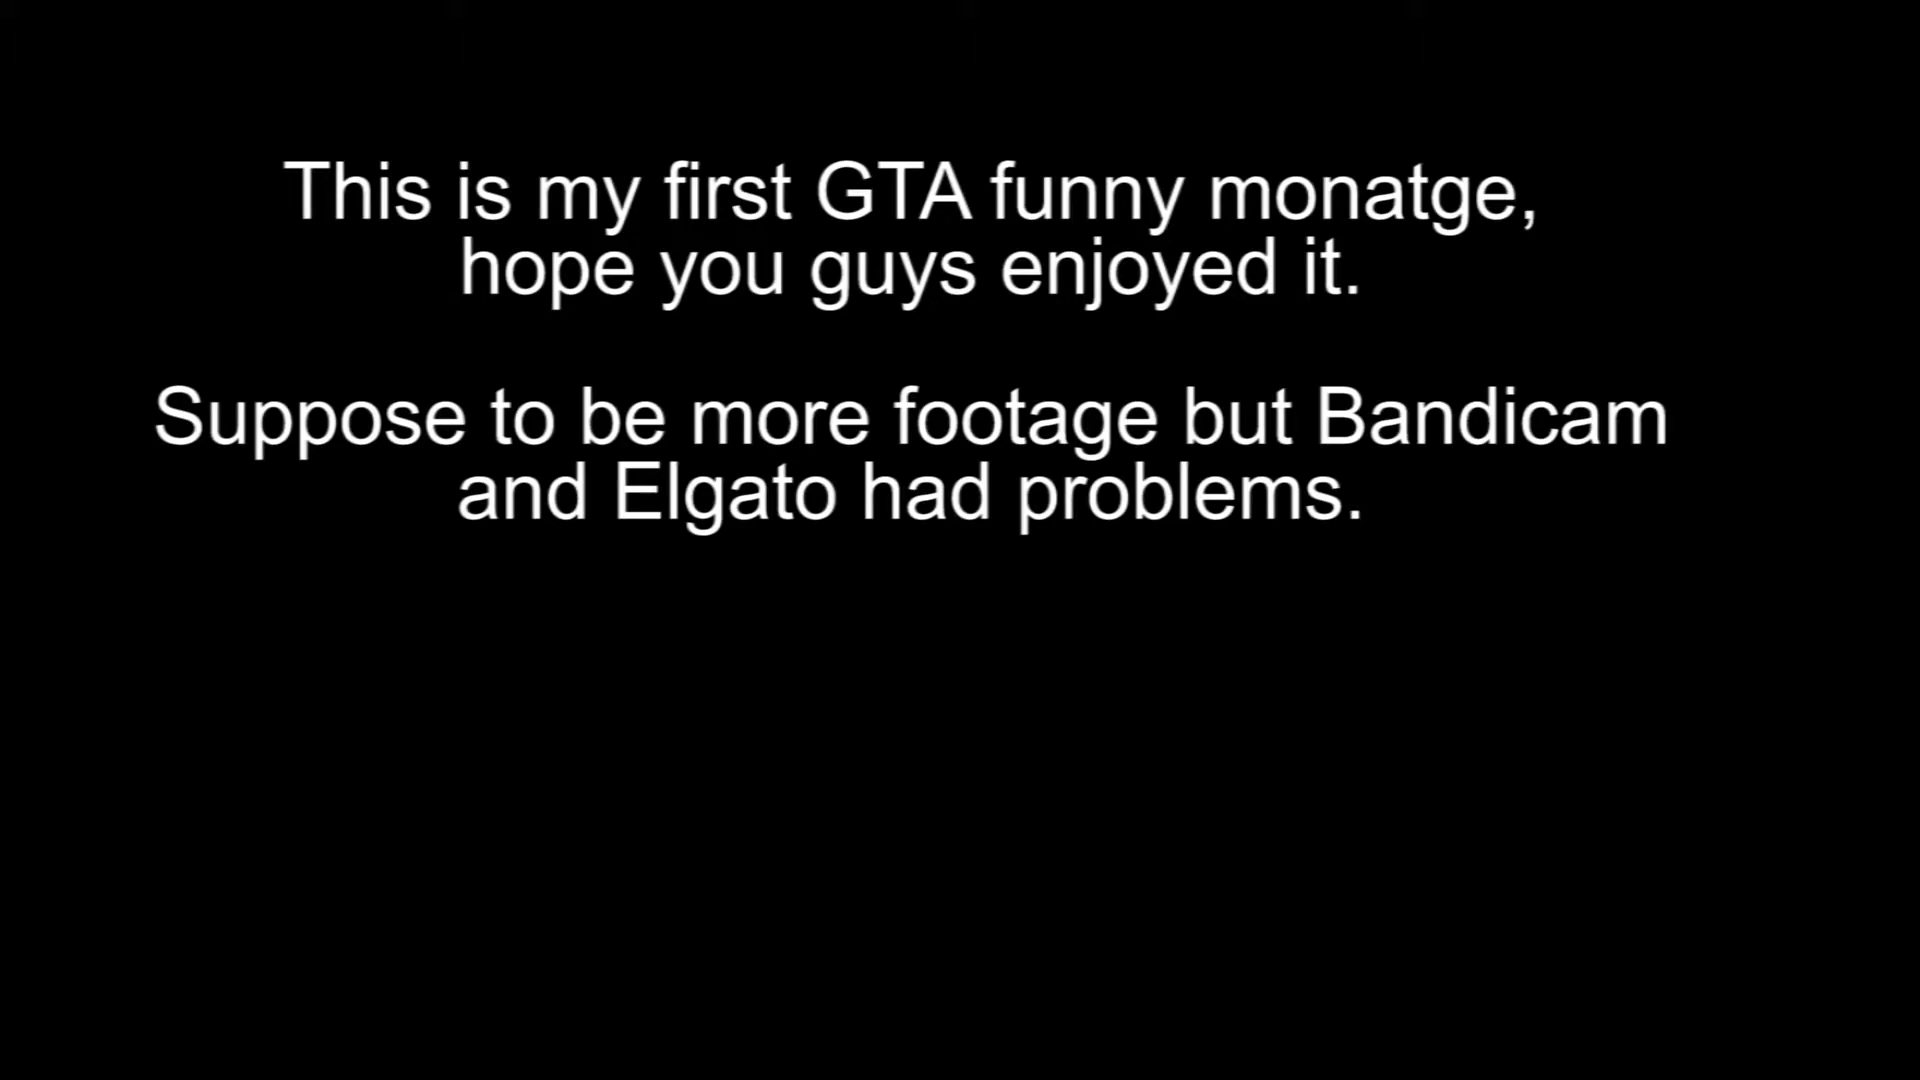 This is my first GTA funny monatge,
hope you guys enjoyed it.
Suppose to be more footage but Bandicam
and Elgato had problems.